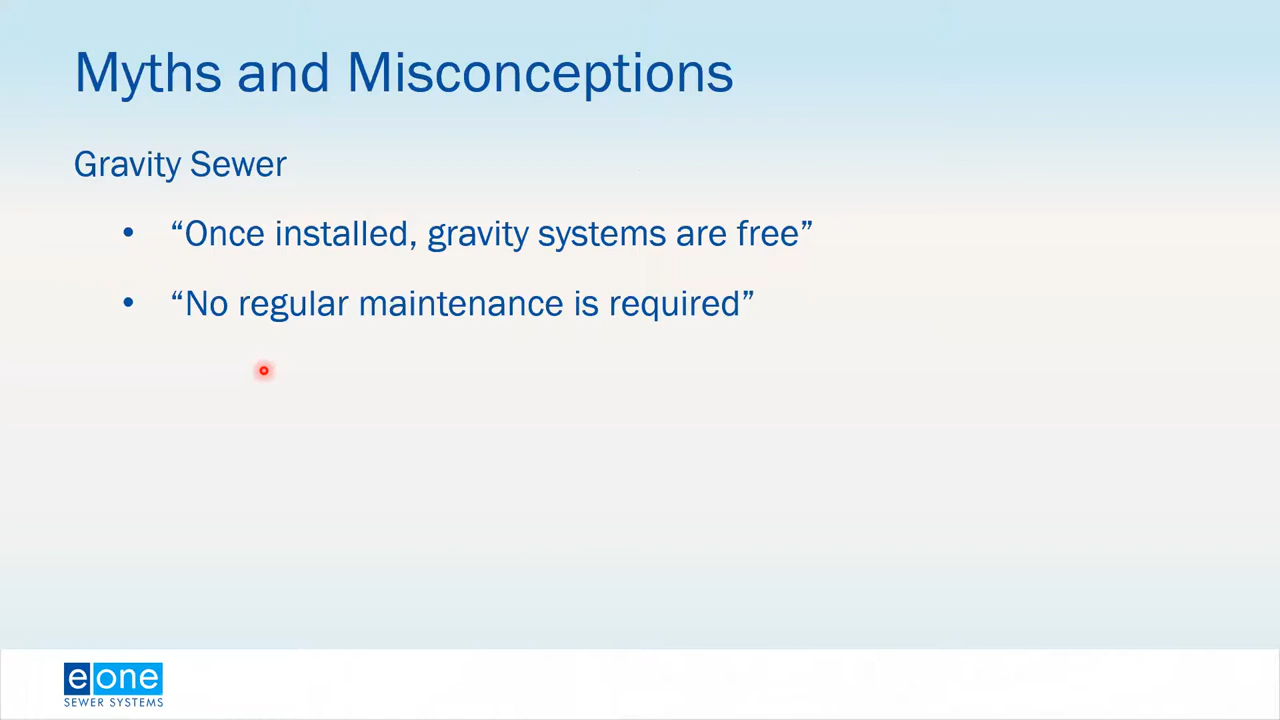 Myths and Misconceptions
Gravity Sewer
• “Once installed, gravity systems are free”
• “No regular maintenance is required”
eone
SEWER SYSTEMS